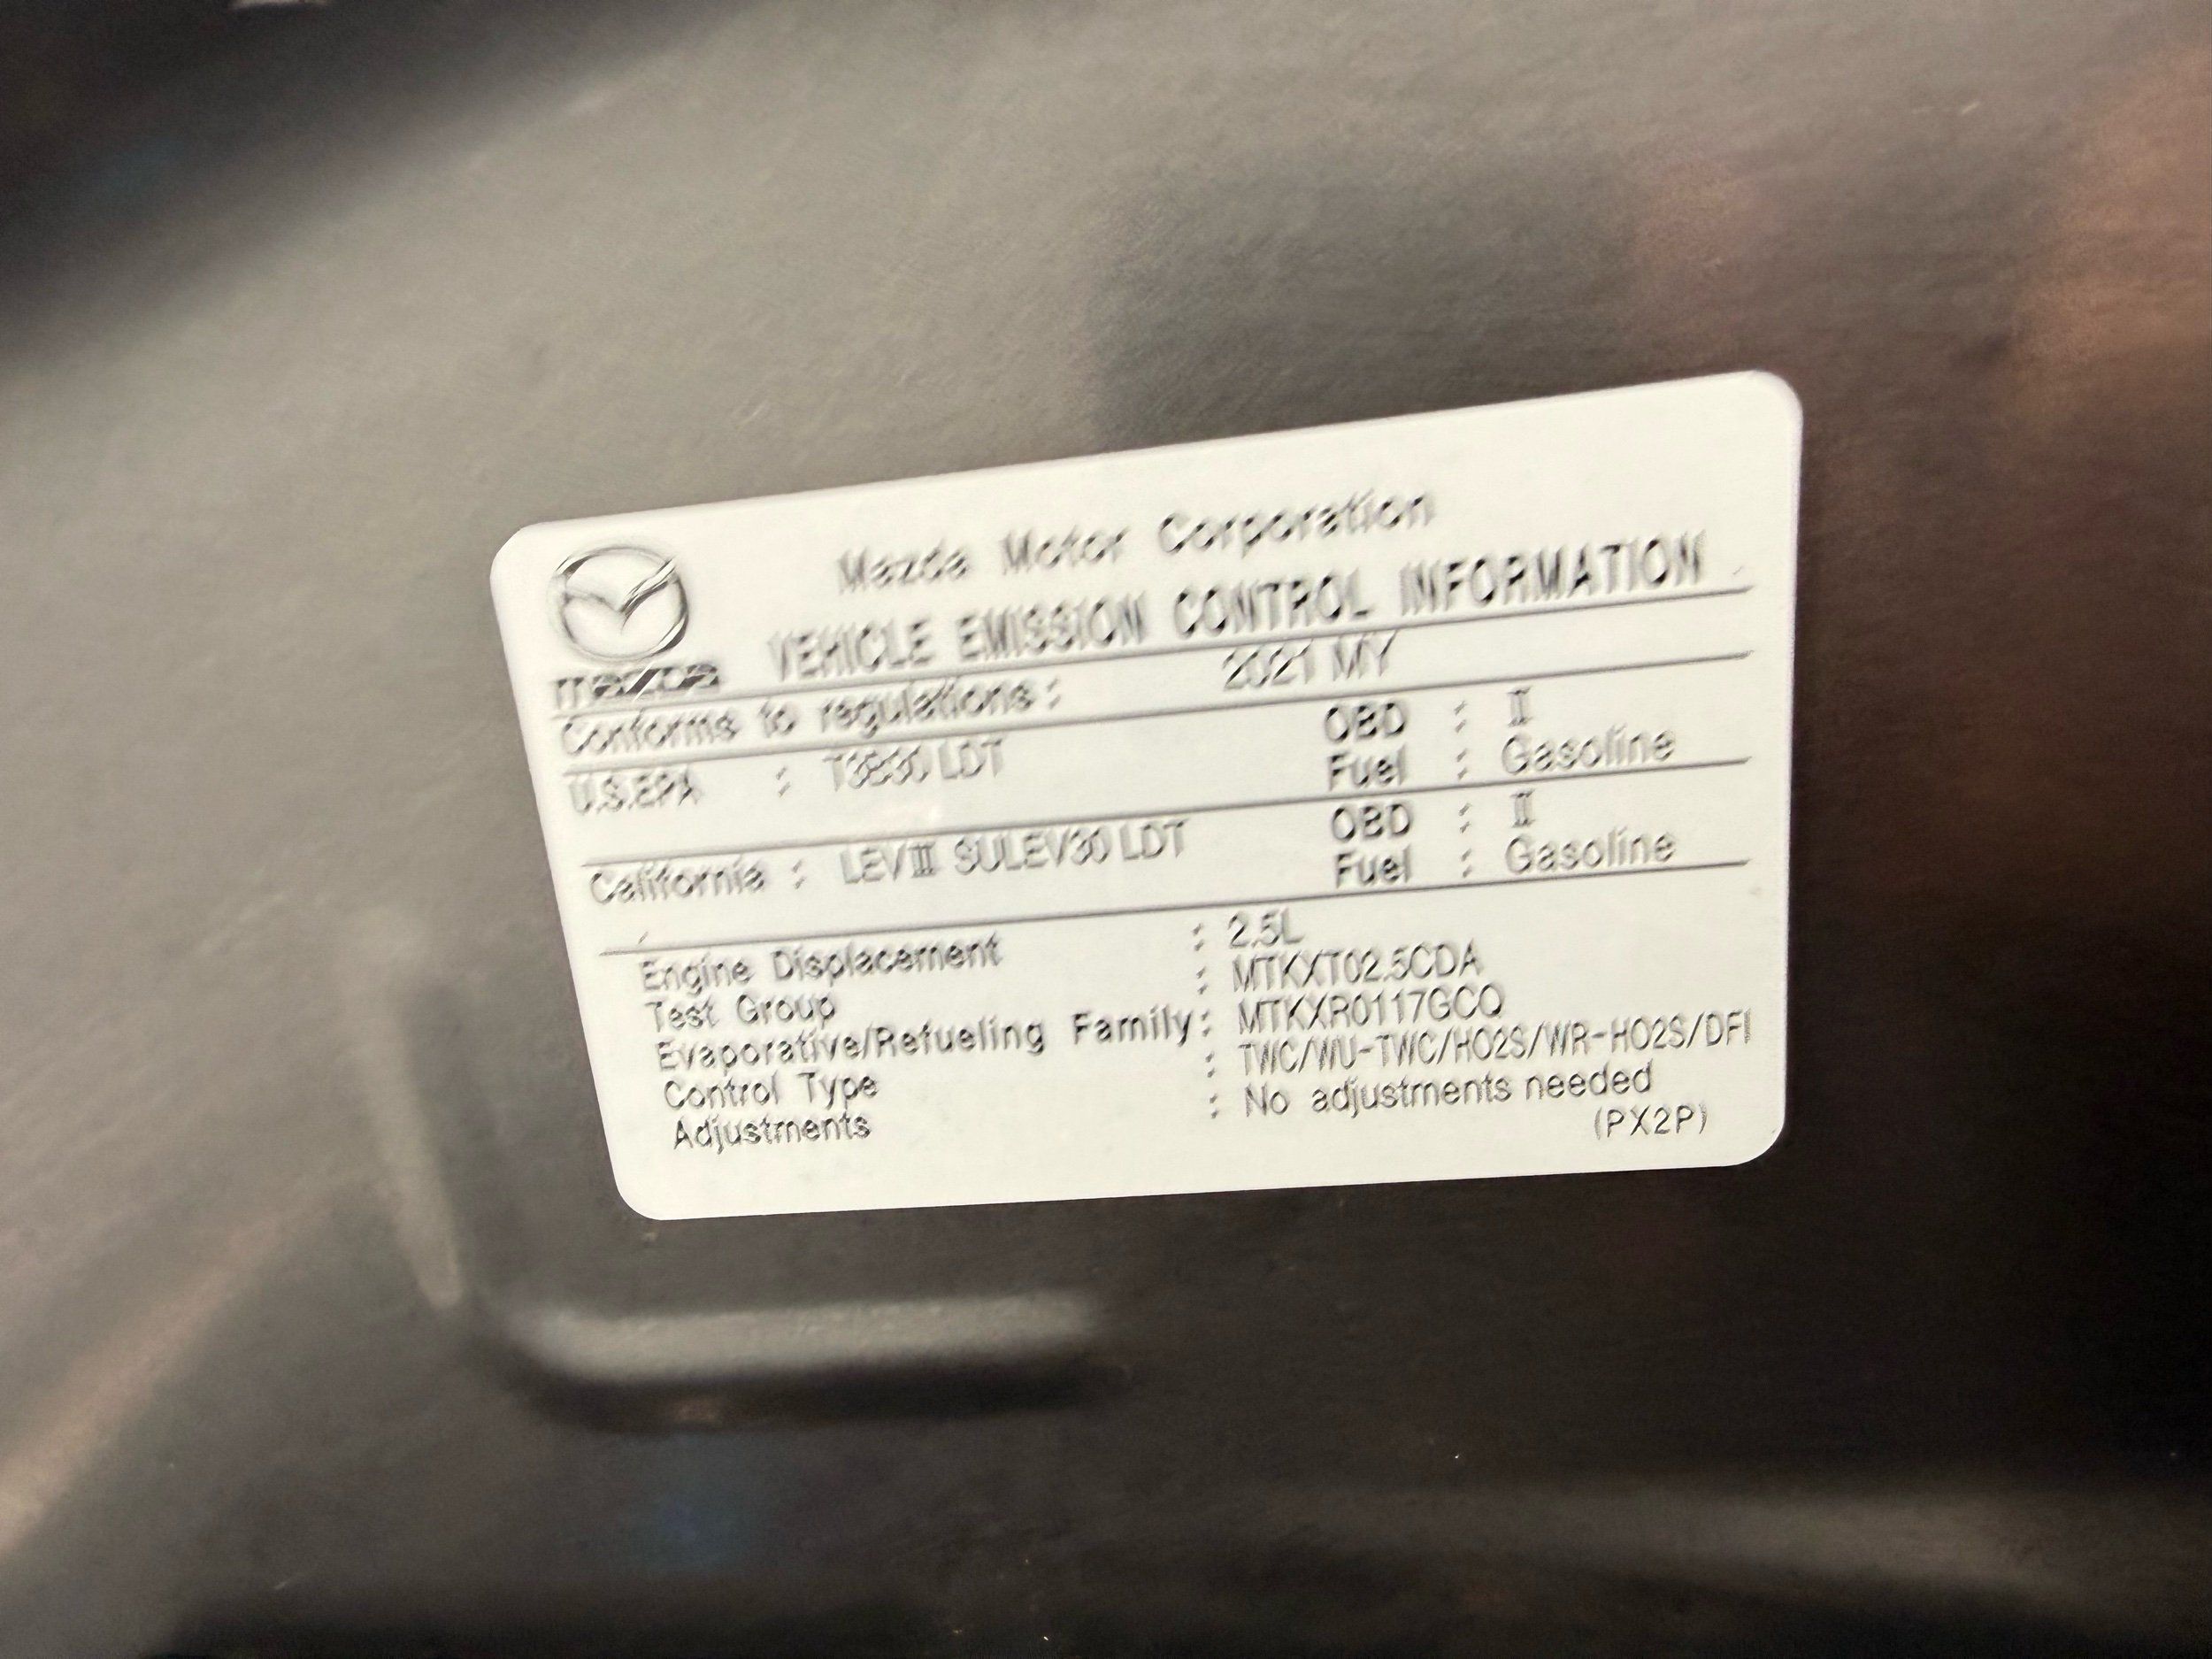 Mazda Motor Corporation
VEHICLE EMISSION CONTROL INFORMATION
mazda
Conforms to regulations: 2021 MY
U.S.EPA : T3B30 LDT OBD : II
Fuel : Gasoline
California : LEVIII SULEV30 LDT OBD : II
Fuel : Gasoline
Engine Displacement : 2.5L
Test Group : MTKXT02.5CDA
Evaporative/Refueling Family: MTKXR0117GCQ
Control Type : TWC/WU-TWC/HO2S/WR-HO2S/DFI
Adjustments : No adjustments needed
(PX2P)